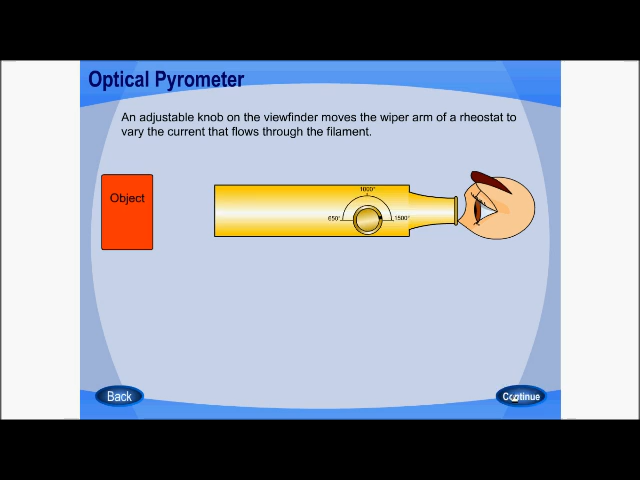 Optical Pyrometer
An adjustable knob on the viewfinder moves the wiper arm of a rheostat to
vary the current that flows through the filament.
Object
1000°
650°
1500°
Back
Continue